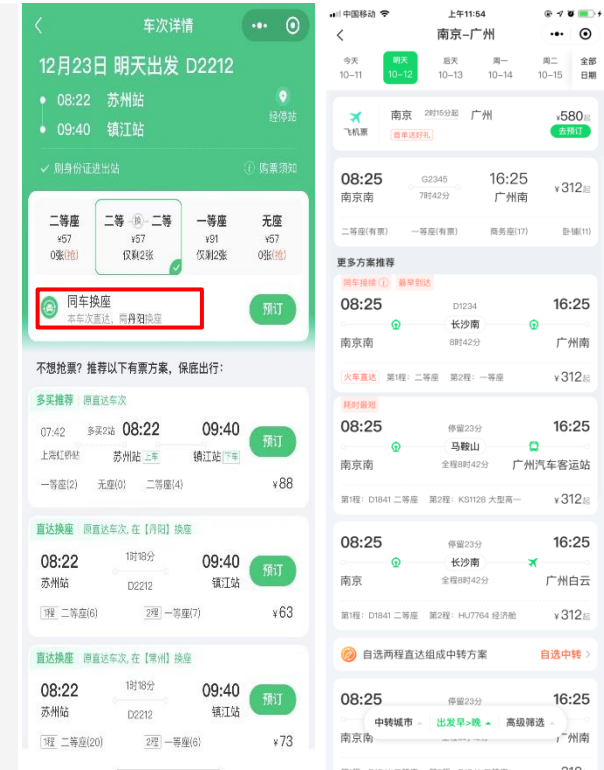 车次详情
12月23日 明天出发 D2212
08:22 苏州站
09:40 镇江站
经停站
刷身份证进出站
购票须知
二等座
¥57
0张(抢)
二等 换 二等
¥57
仅剩2张
一等座
¥91
仅剩2张
无座
¥57
0张(抢)
同车换座
本车次直达、需丹阳换座
预订
不想抢票？推荐以下有票方案，保底出行：
多买推荐 原直达车次
07:42 多买2站 08:22 09:40
上海虹桥站 苏州站 上车 镇江站 下车
预订
一等座(2) 无座(0) 二等座(4) ¥88
直达换座 原直达车次, 在【丹阳】换座
08:22 1时18分 09:40
苏州站 D2212 镇江站
预订
1程 二等座(6) 2程 一等座(7) ¥63
直达换座 原直达车次, 在【常州】换座
08:22 1时18分 09:40
苏州站 D2212 镇江站
预订
1程 二等座(20) 2程 一等座(6) ¥73
中国移动 上午11:54
南京–广州
今天 明天 后天 周一 周二 全部
10-11 10-12 10-13 10-14 10-15 日期
飞机票
南京 2时15分起 广州 ¥580起
首单送好礼
去预订
08:25 G2345 16:25
南京南 7时42分 广州南 ¥312起
二等座(有票) 一等座(有票) 商务座(17) 卧铺(11)
更多方案推荐
同车接续 最早到达
08:25 D1234 16:25
长沙南
南京南 8时42分 广州南
火车直达 第1程：二等座 第2程：一等座 ¥312起
耗时最短
08:25 停留23分 16:25
马鞍山
南京南 全程8时42分 广州汽车客运站
第1程：D1841 二等座 第2程：KS1128 大型高一 ¥312起
08:25 停留23分 16:25
长沙南
南京 全程8时42分 广州白云
第1程：D1841 二等座 第2程：HU7764 经济舱 ¥312起
自选两程直达组成中转方案 自选中转 >
08:25 停留23分 16:25
中转城市 出发早>晚 高级筛选
南京南 广州南